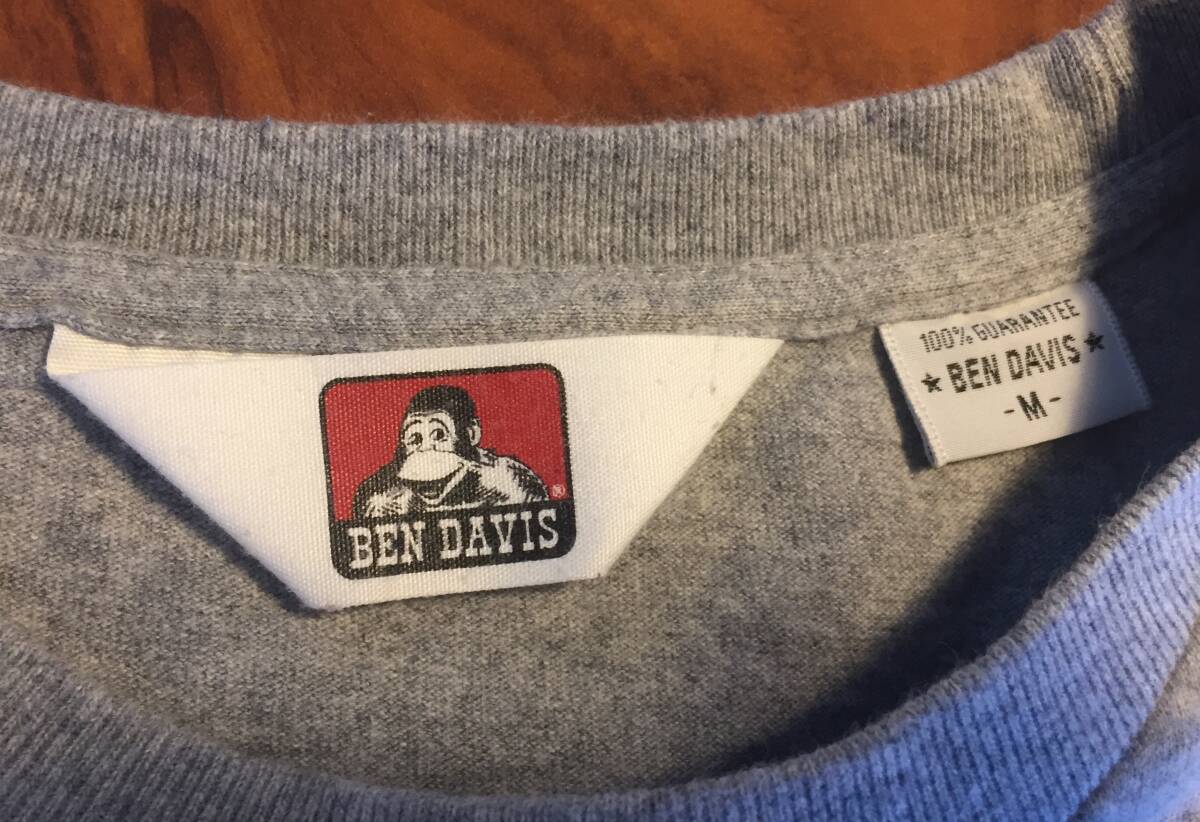 BEN DAVIS
®
100% GUARANTEE
★ BEN DAVIS ★
-M-